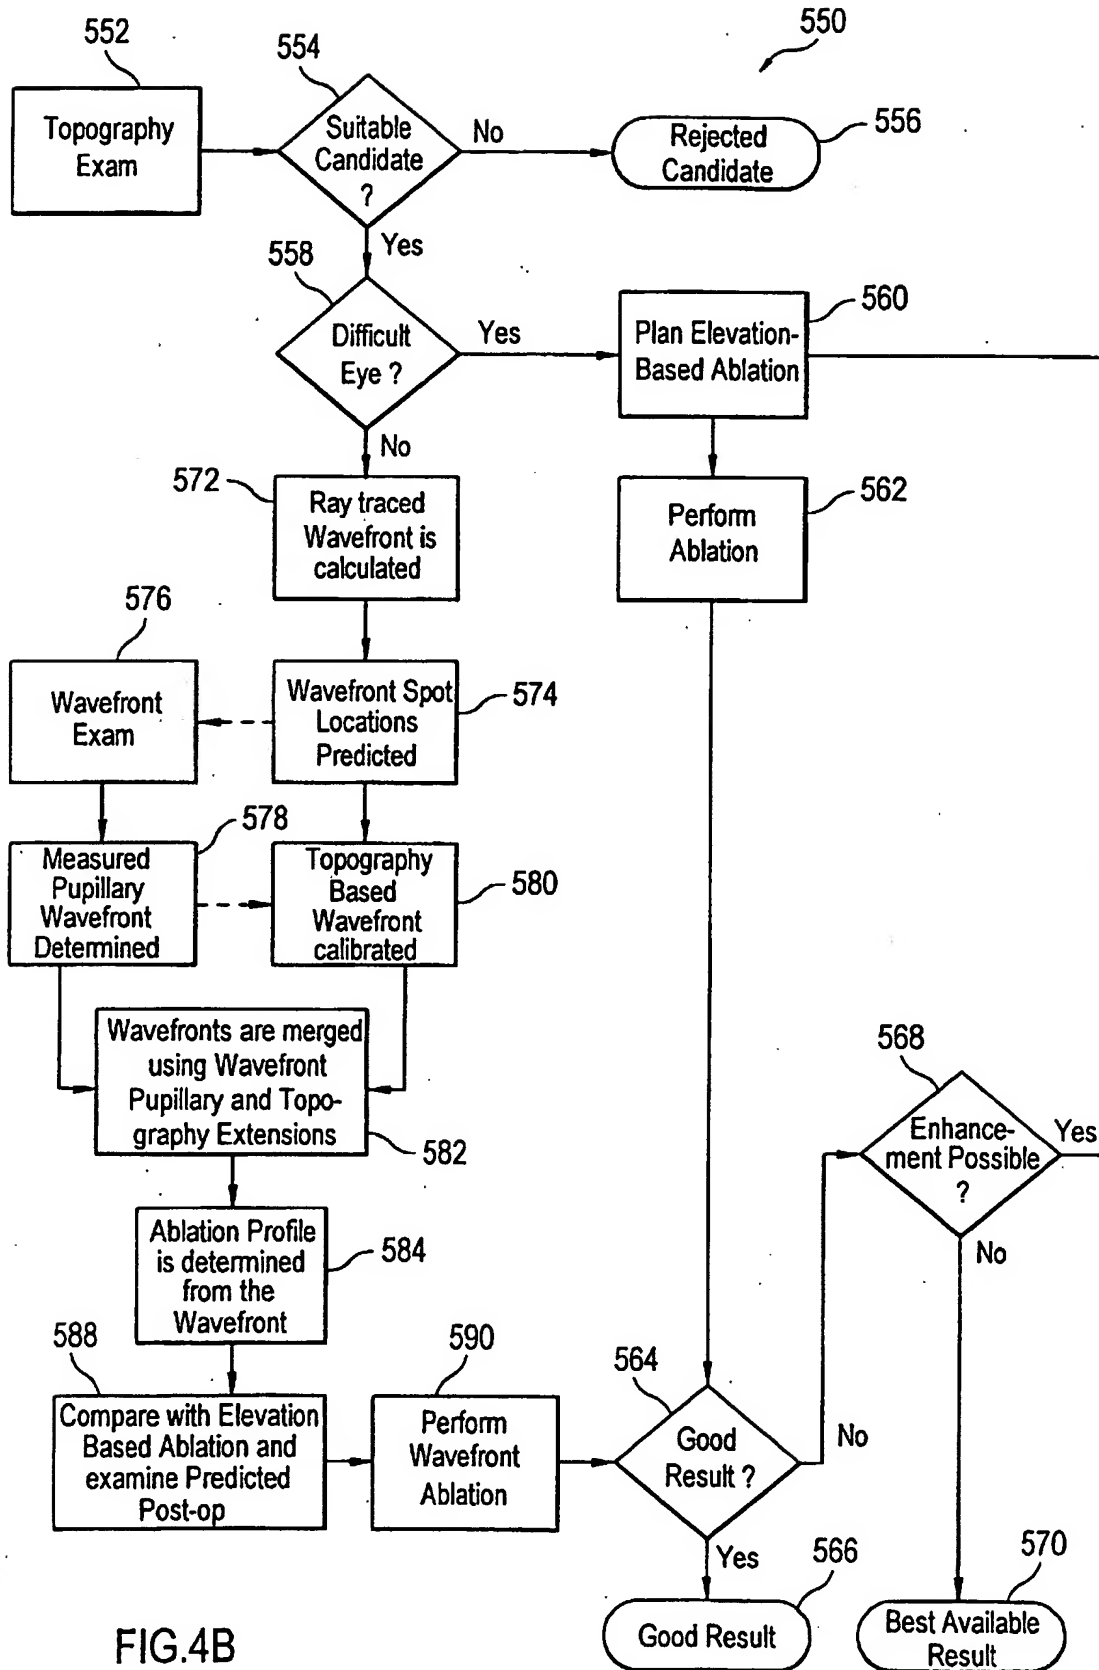 550
552
Topography
Exam
554
Suitable
Candidate
?
No
Rejected
Candidate
556
Yes
558
Difficult
Eye ?
Yes
Plan Elevation-
Based Ablation
560
No
572
Ray traced
Wavefront is
calculated
Perform
Ablation
562
576
Wavefront
Exam
Wavefront Spot
Locations
Predicted
574
578
Measured
Pupillary
Wavefront
Determined
Topography
Based
Wavefront
calibrated
580
Wavefronts are merged
using Wavefront
Pupillary and Topo-
graphy Extensions
582
568
Enhance-
ment Possible
?
Yes
No
Ablation Profile
is determined
from the
Wavefront
584
588
Compare with Elevation
Based Ablation and
examine Predicted
Post-op
590
Perform
Wavefront
Ablation
564
Good
Result ?
No
Yes
566
Good Result
570
Best Available
Result
FIG.4B